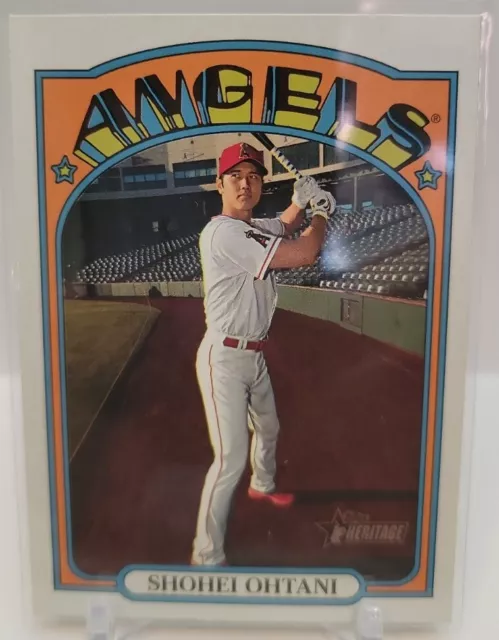 ANGELS®
Topps
HERITAGE
SHOHEI OHTANI